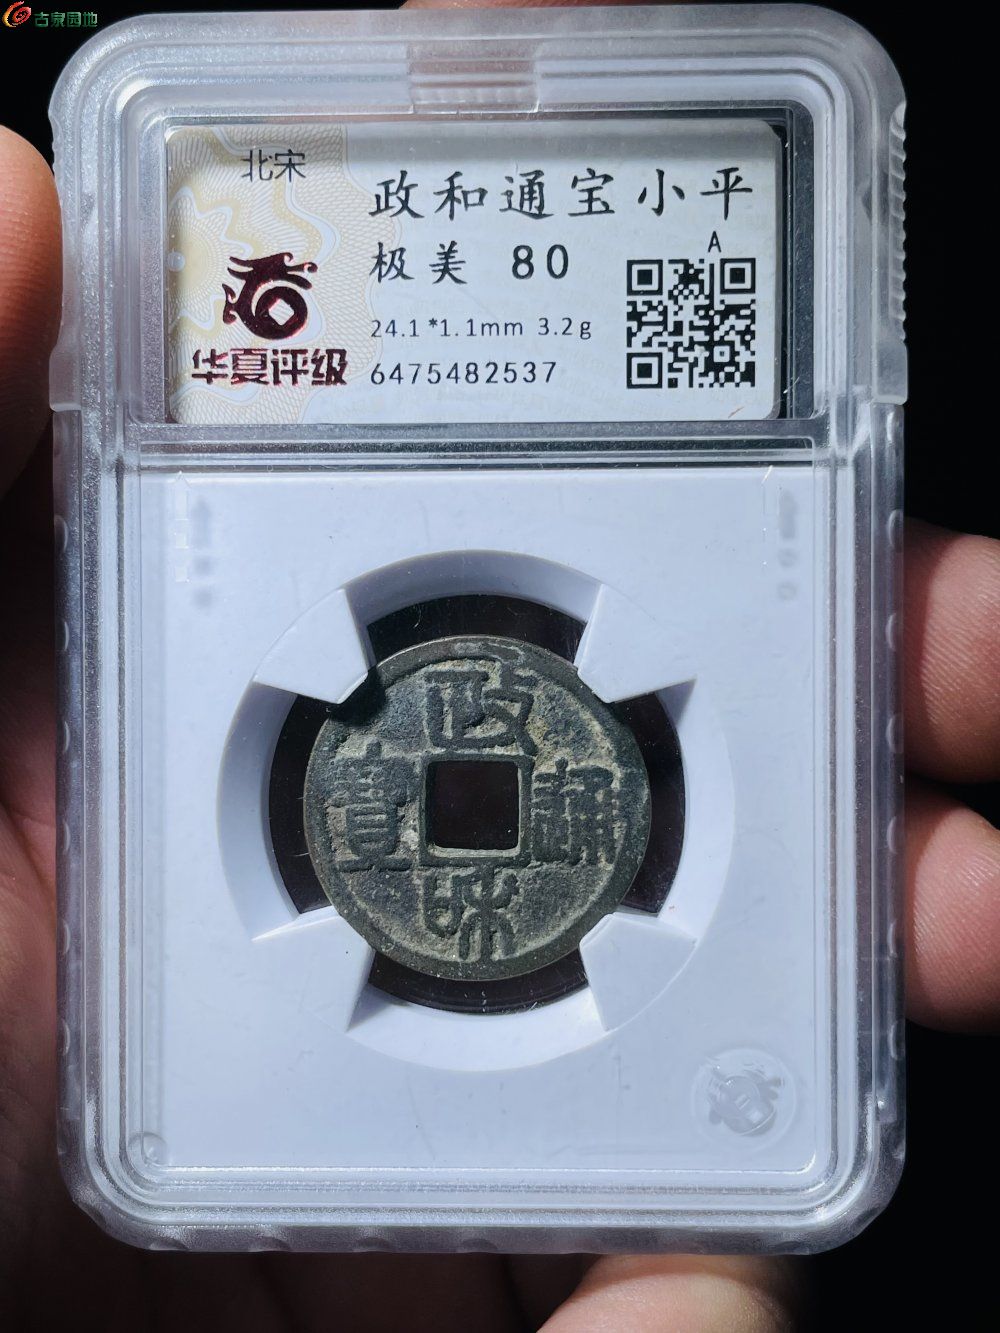 古泉园地
北宋
政和通宝 小平
极美 80
A
24.1*1.1mm 3.2g
华夏评级
6475482537
政
寶 通
和